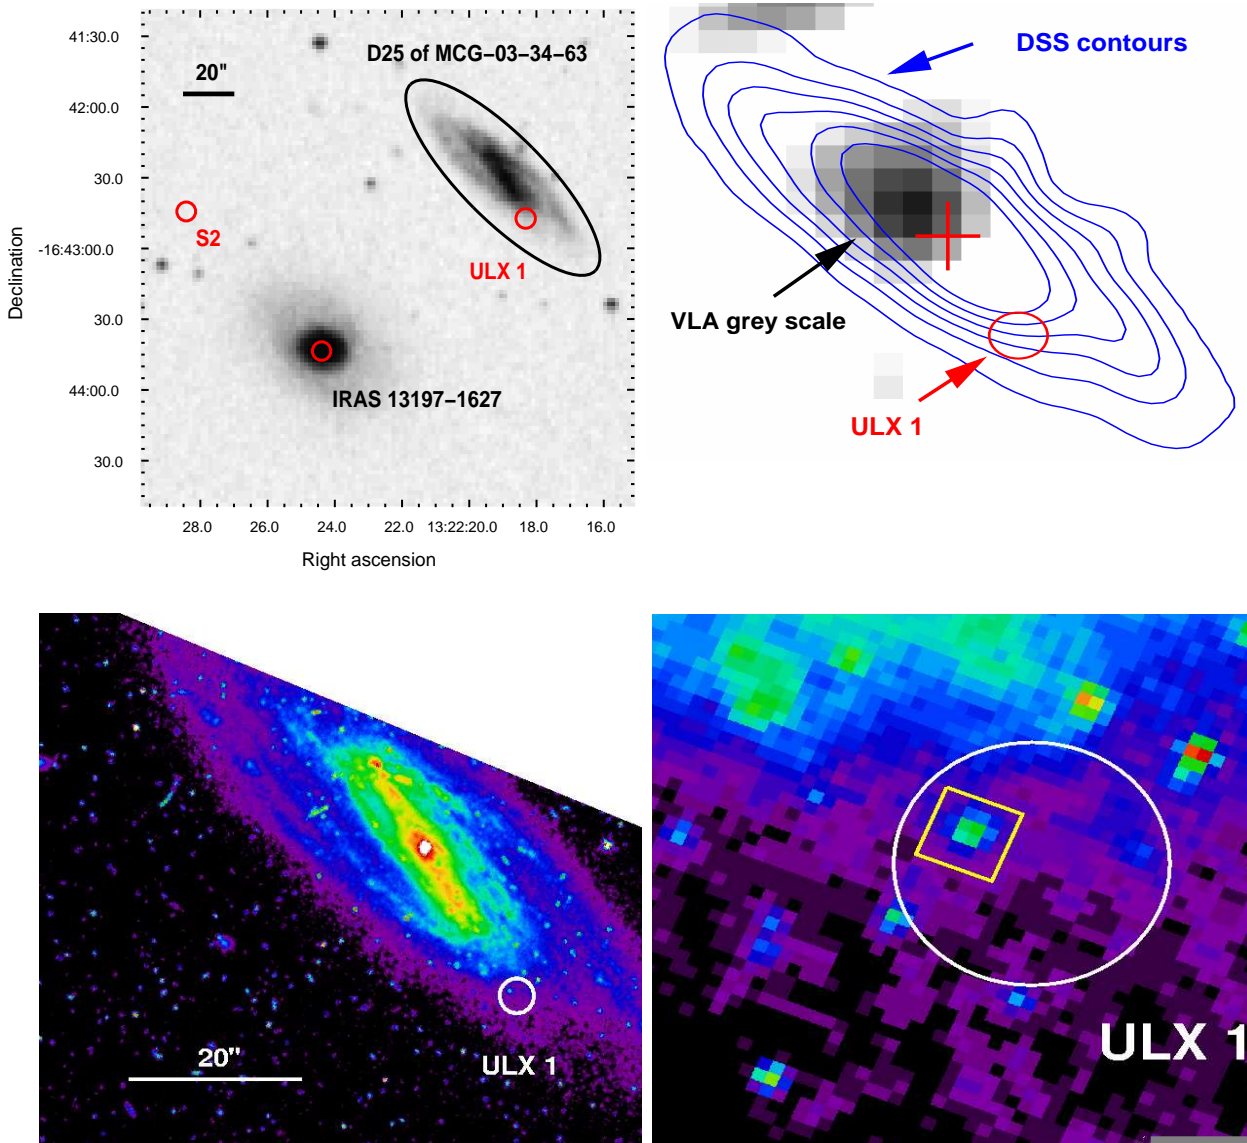 41:30.0
D25 of MCG−03−34−63
20"
42:00.0
30.0
S2
-16:43:00.0
ULX 1
30.0
44:00.0
IRAS 13197−1627
30.0
Declination
28.0 26.0 24.0 22.0 13:22:20.0 18.0 16.0
Right ascension
DSS contours
VLA grey scale
ULX 1
20"
ULX 1
ULX 1